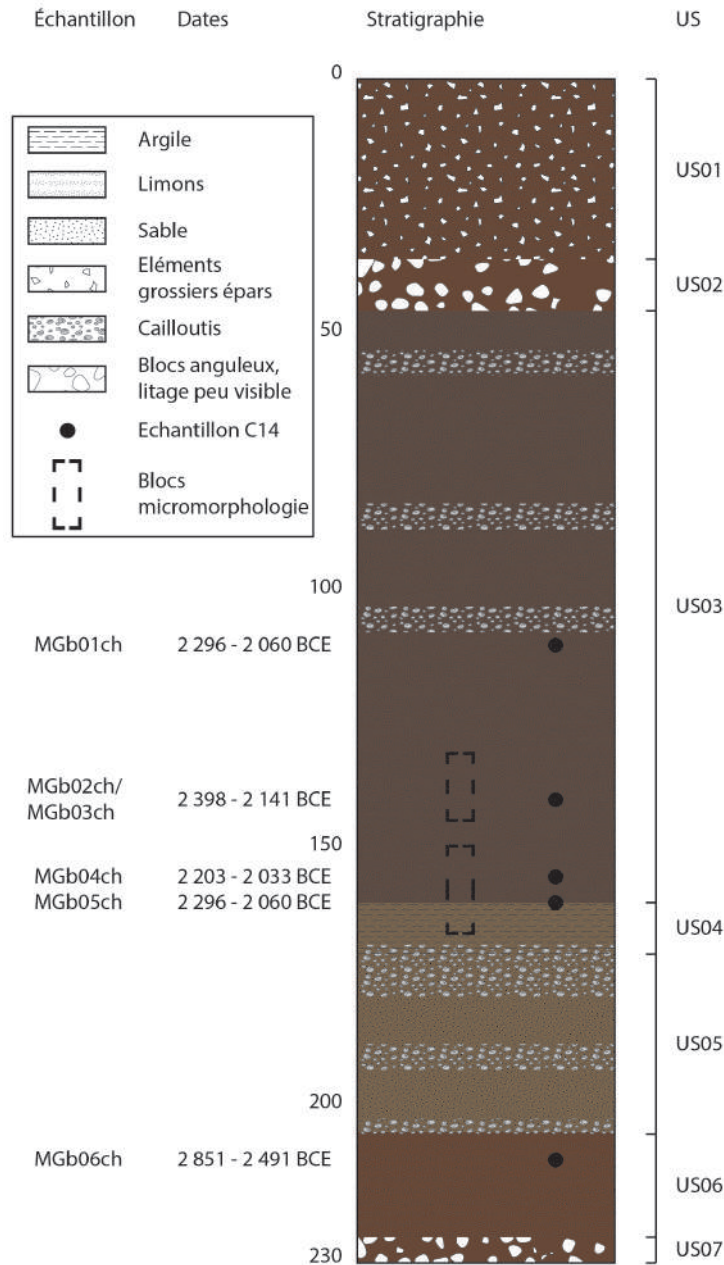 Échantillon Dates Stratigraphie US
0
Argile
Limons
Sable
Eléments
grossiers épars
Cailloutis
Blocs anguleux,
litage peu visible
Echantillon C14
Blocs
micromorphologie
US01
US02
50
100
US03
MGb01ch 2 296 - 2 060 BCE
MGb02ch/
MGb03ch 2 398 - 2 141 BCE
150
MGb04ch 2 203 - 2 033 BCE
MGb05ch 2 296 - 2 060 BCE
US04
US05
200
MGb06ch 2 851 - 2 491 BCE
US06
US07
230